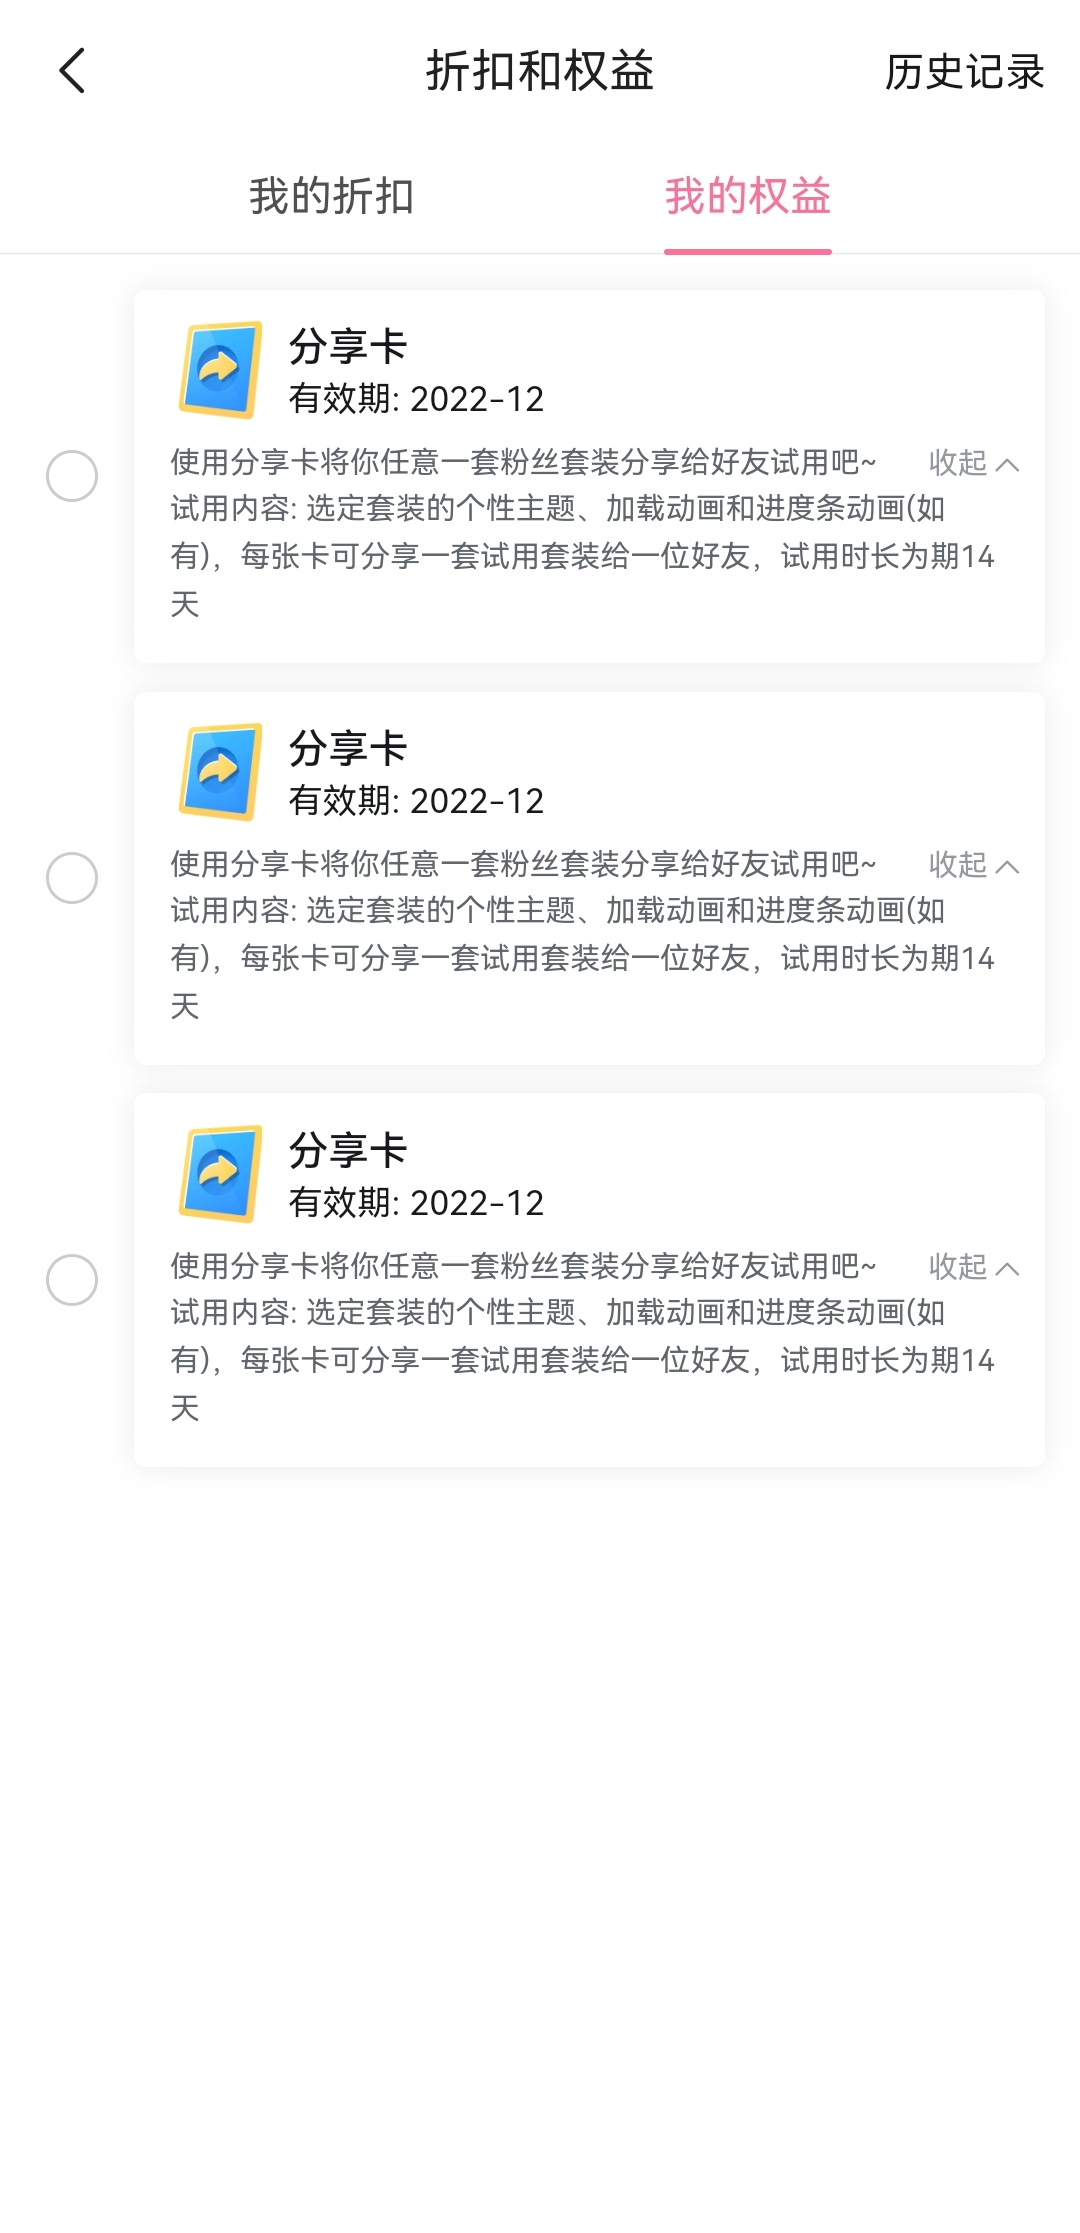 折扣和权益
历史记录
我的折扣
我的权益
分享卡
有效期: 2022-12
使用分享卡将你任意一套粉丝套装分享给好友试用吧~ 收起
试用内容: 选定套装的个性主题、加载动画和进度条动画(如
有)，每张卡可分享一套试用套装给一位好友，试用时长为期14
天
分享卡
有效期: 2022-12
使用分享卡将你任意一套粉丝套装分享给好友试用吧~ 收起
试用内容: 选定套装的个性主题、加载动画和进度条动画(如
有)，每张卡可分享一套试用套装给一位好友，试用时长为期14
天
分享卡
有效期: 2022-12
使用分享卡将你任意一套粉丝套装分享给好友试用吧~ 收起
试用内容: 选定套装的个性主题、加载动画和进度条动画(如
有)，每张卡可分享一套试用套装给一位好友，试用时长为期14
天